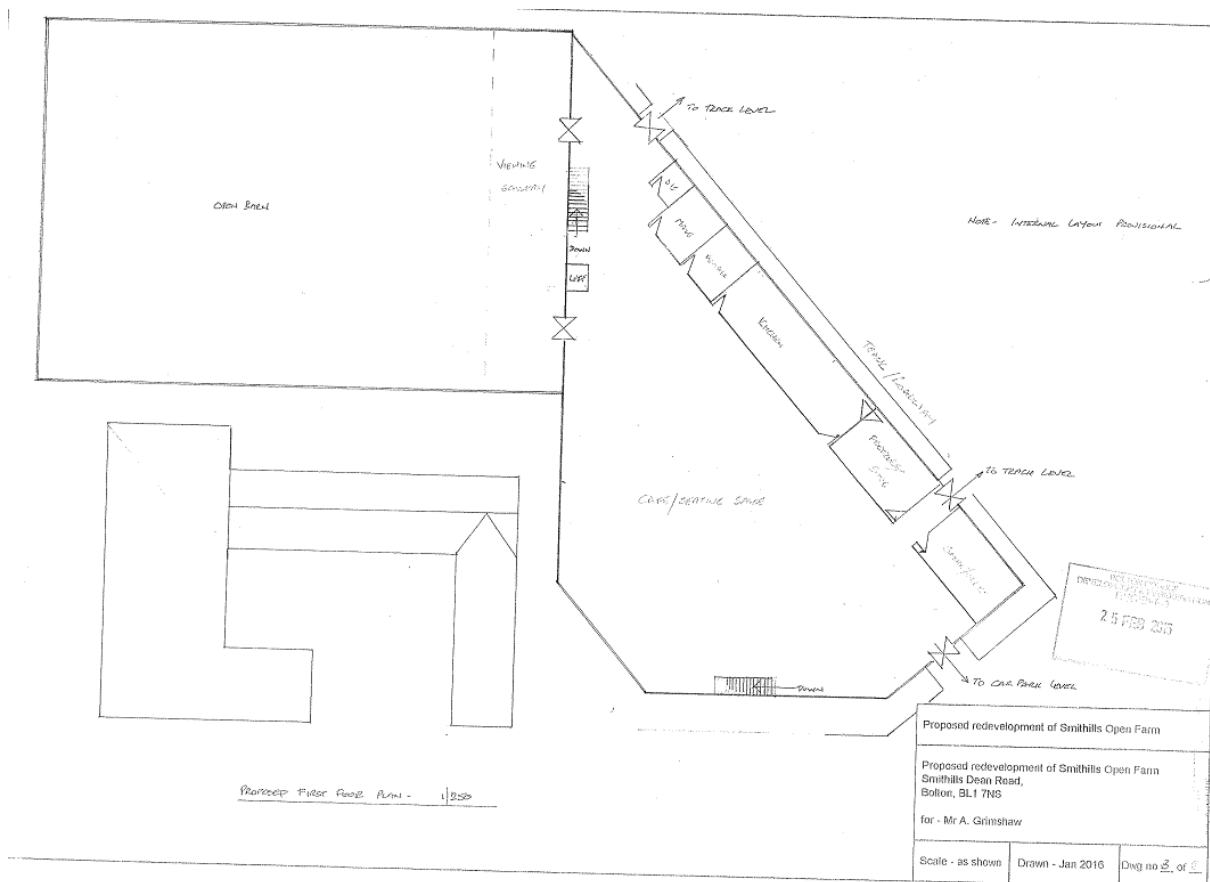 TO TRACK LEVEL
VIEWING
GALLERY
OPEN BARN
NOTE - INTERNAL LAYOUT PROVISIONAL
DOWN
LIFT
KITCHEN
TRACK/
CAFE/SEATING SPACE
STORE
TO TRACK LEVEL
25 FEB
DOWN
TO CAR PARK LEVEL
PROPOSED FIRST FLOOR PLAN - 1/250
Proposed redevelopment of Smithills Open Farm
Proposed redevelopment of Smithills Open Farm
Smithills Dean Road,
Bolton, BL1 7NS
for - Mr A. Grimshaw
Scale - as shown
Drawn - Jan 2016
Dwg no 3 of